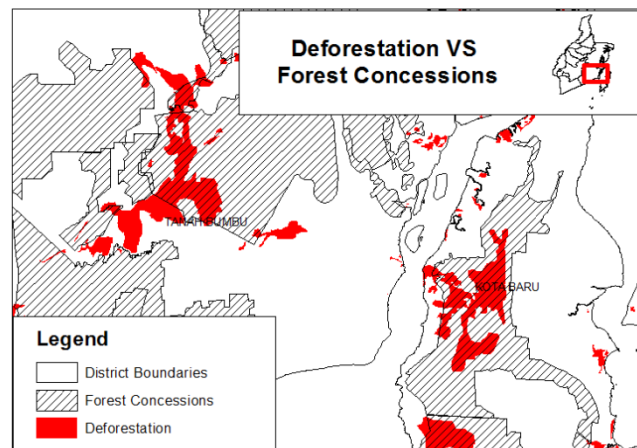 Deforestation VS
Forest Concessions
TANAH BUMBU
KOTA BARU
Legend
District Boundaries
Forest Concessions
Deforestation